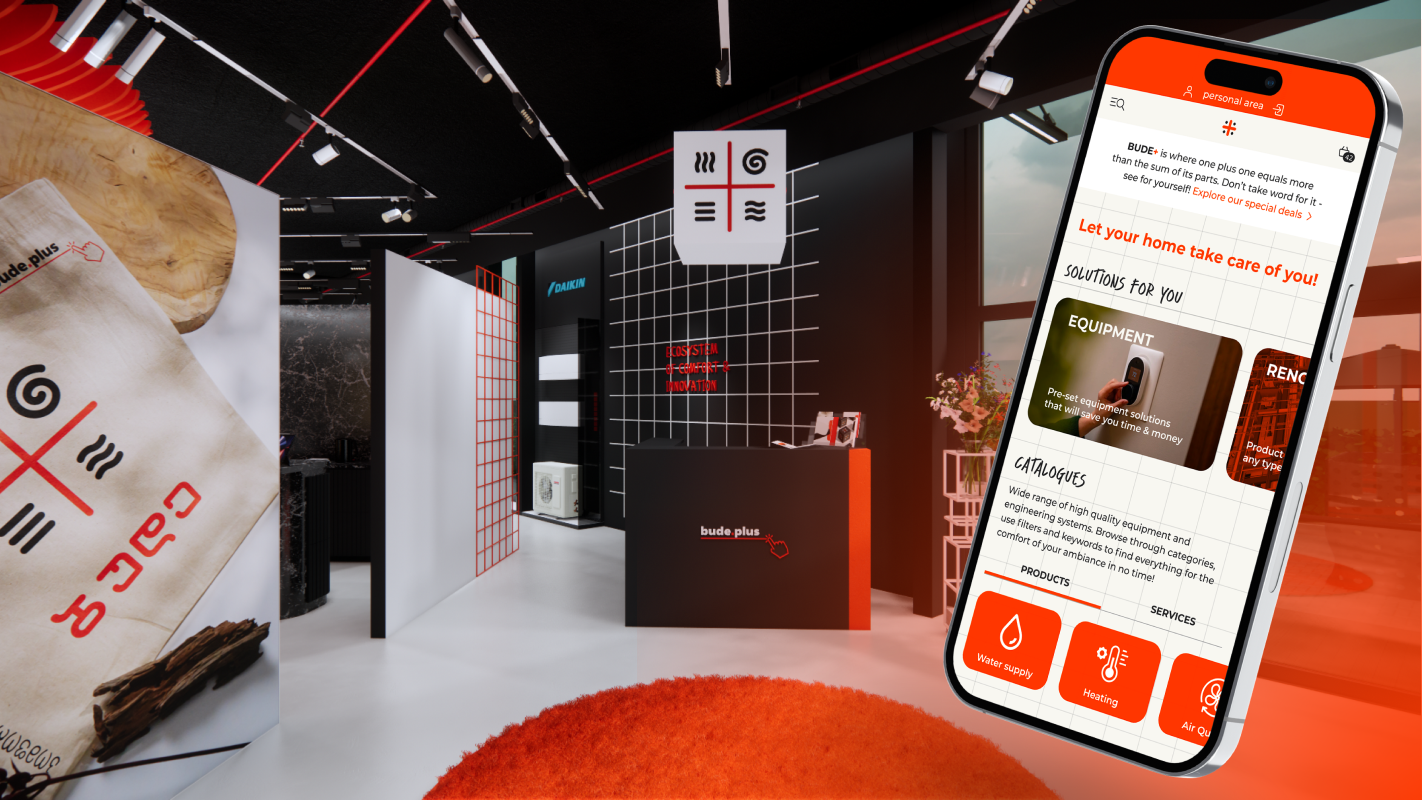 ude.plus
DAIKIN
ECOSYSTEM
OF COMFORT &
INNOVATION
bude.plus
personal area
42
BUDE+ is where one plus one equals more
than the sum of its parts. Don't take word for it -
see for yourself! Explore our special deals >
Let your home take care of you!
SOLUTIONS FOR YOU
EQUIPMENT
Pre-set equipment solutions
that will save you time & money
RENO
Product
any type
CATALOGUES
Wide range of high quality equipment and
engineering systems. Browse through categories,
use filters and keywords to find everything for the
comfort of your ambiance in no time!
PRODUCTS
SERVICES
Water supply
Heating
Air Qu